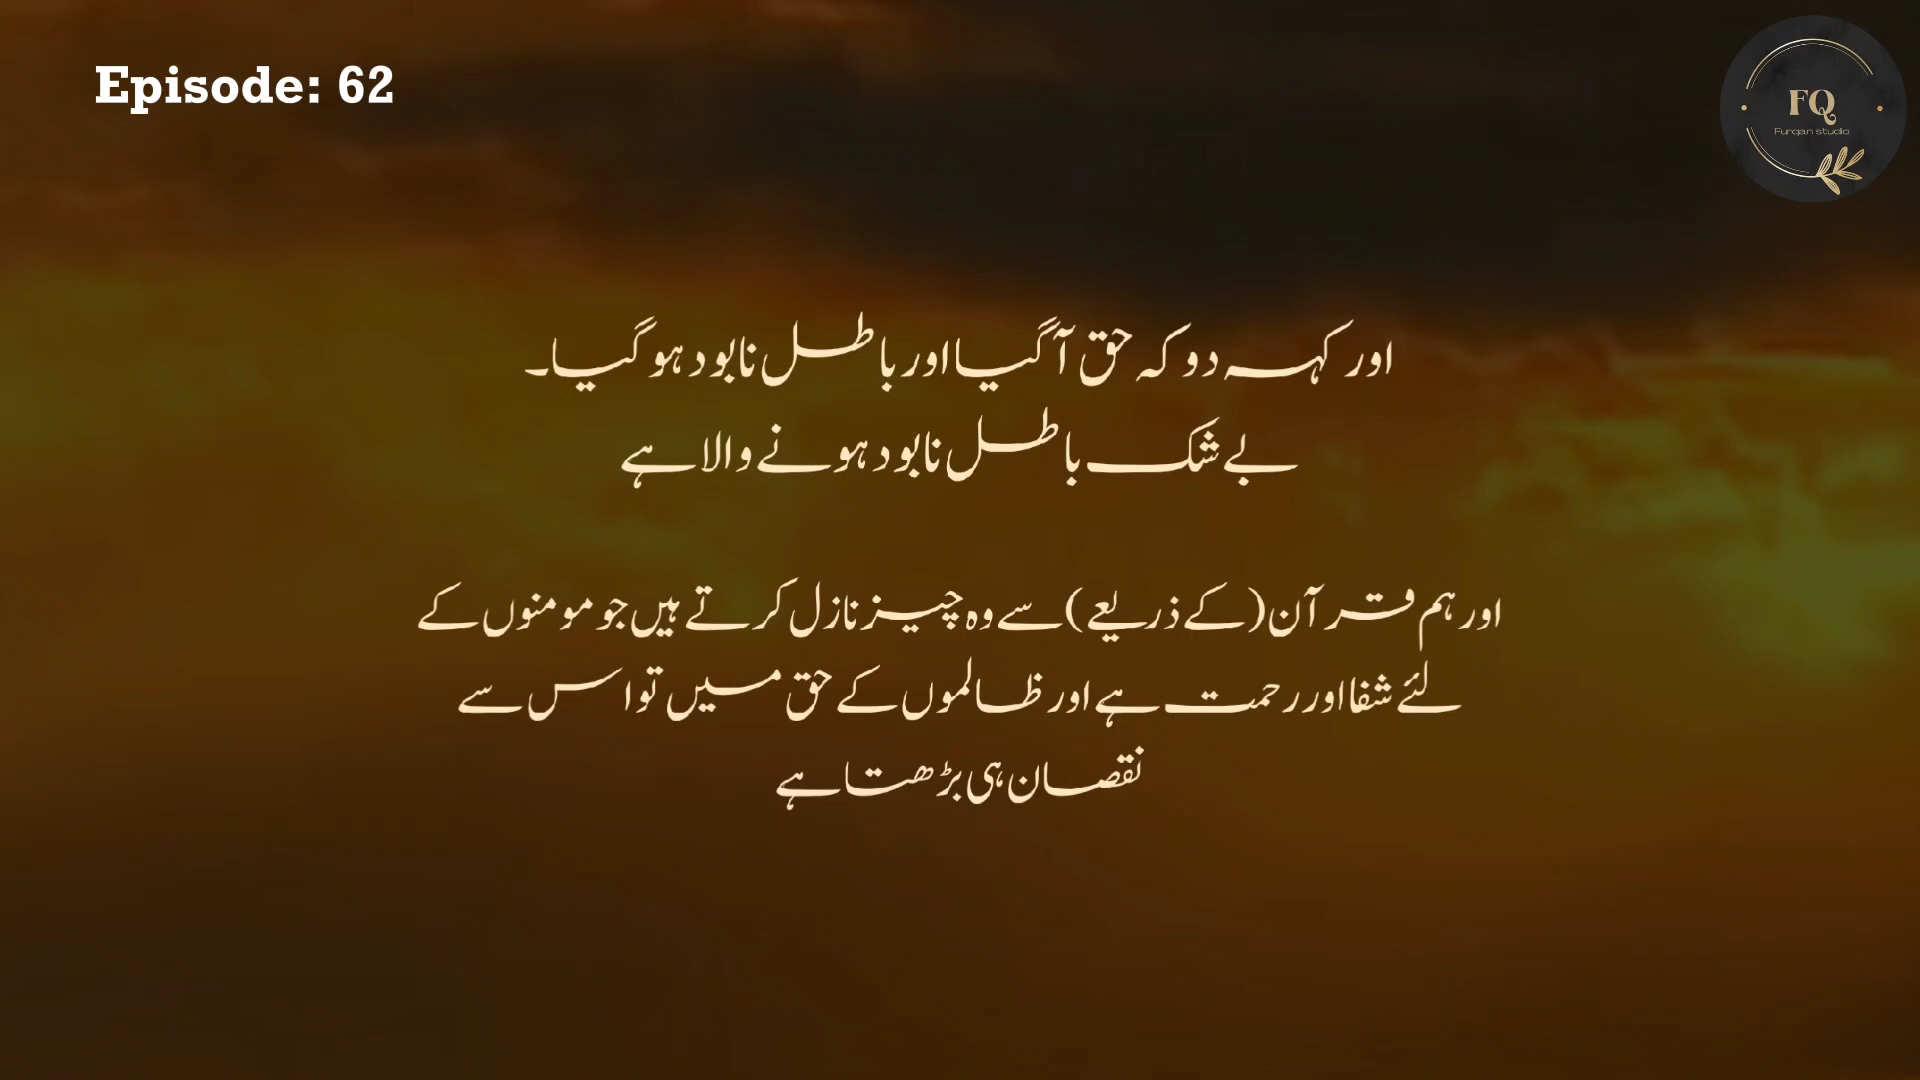 Episode: 62
FQ
Furqan studio
اور کہہ دو کہ حق آگیا اور باطل نابود ہوگیا۔
بے شک باطل نابود ہونے والا ہے
اور ہم قرآن (کے ذریعے) سے وہ چیز نازل کرتے ہیں جو مومنوں کے
لئے شفا اور رحمت ہے اور ظالموں کے حق میں تو اس سے
نقصان ہی بڑھتا ہے